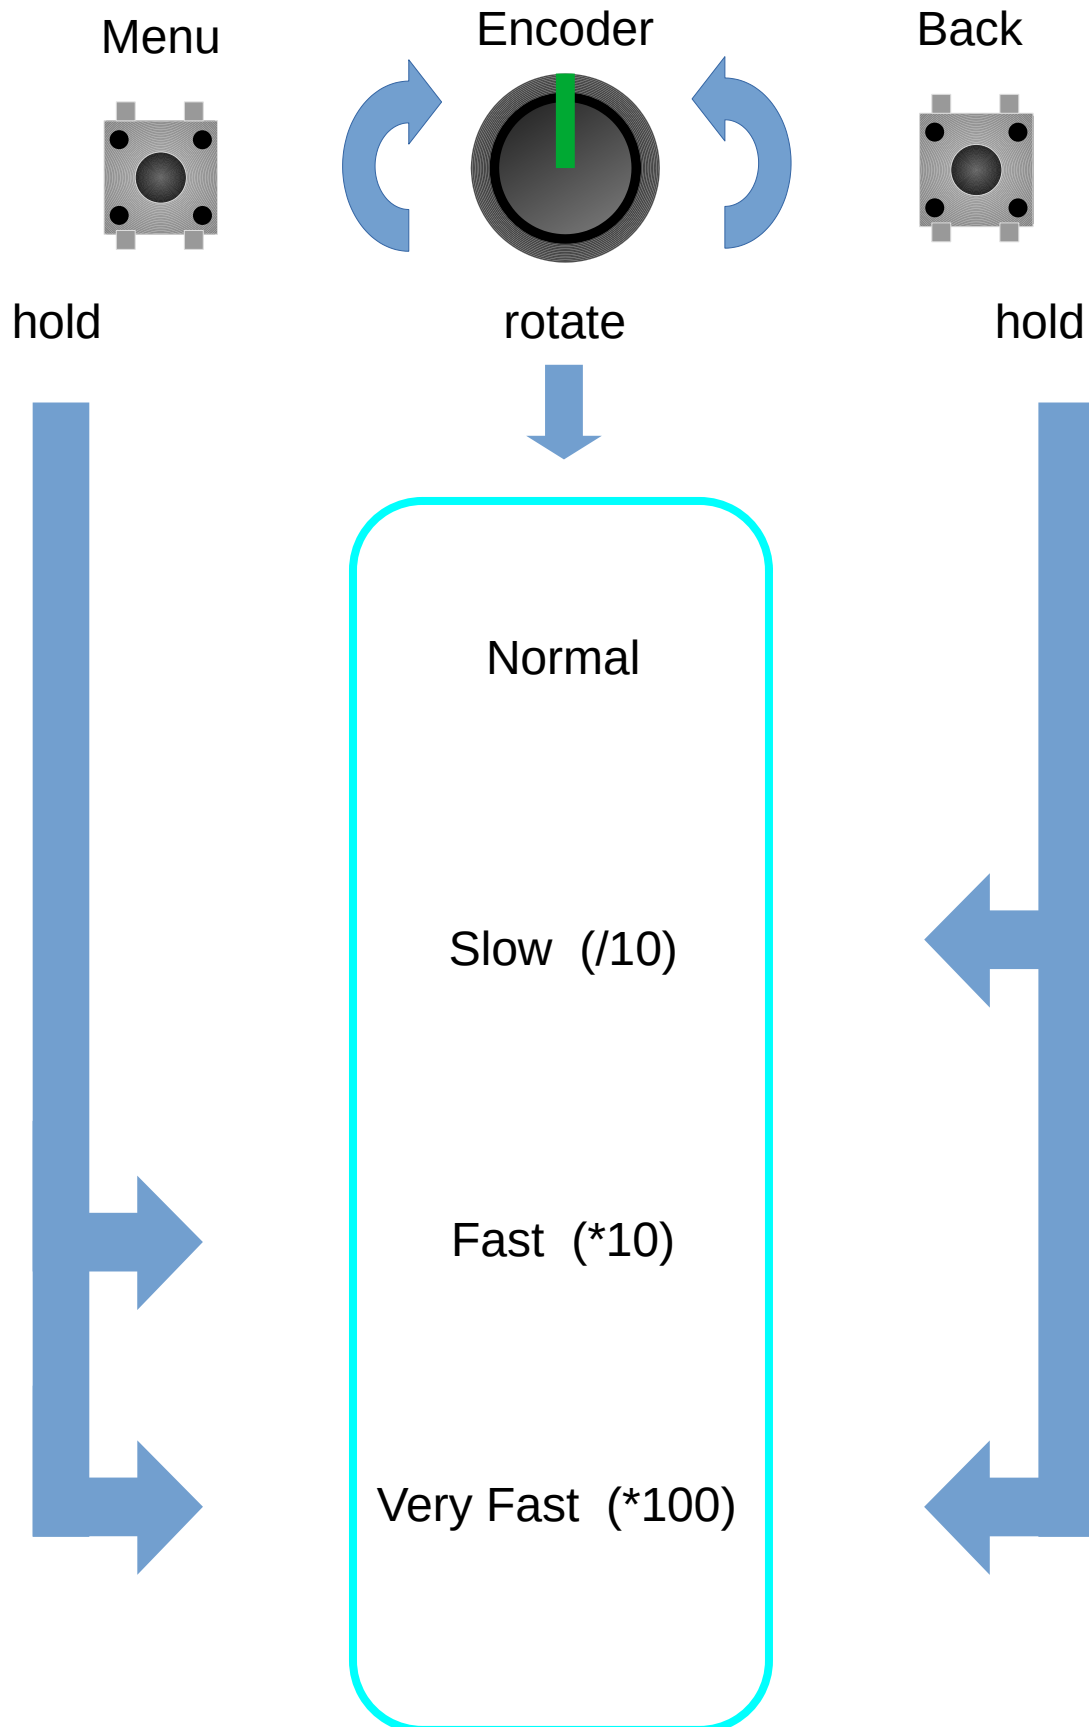 Menu
Encoder
Back
hold
rotate
hold
Normal
Slow  (/10)
Fast  (*10)
Very Fast  (*100)